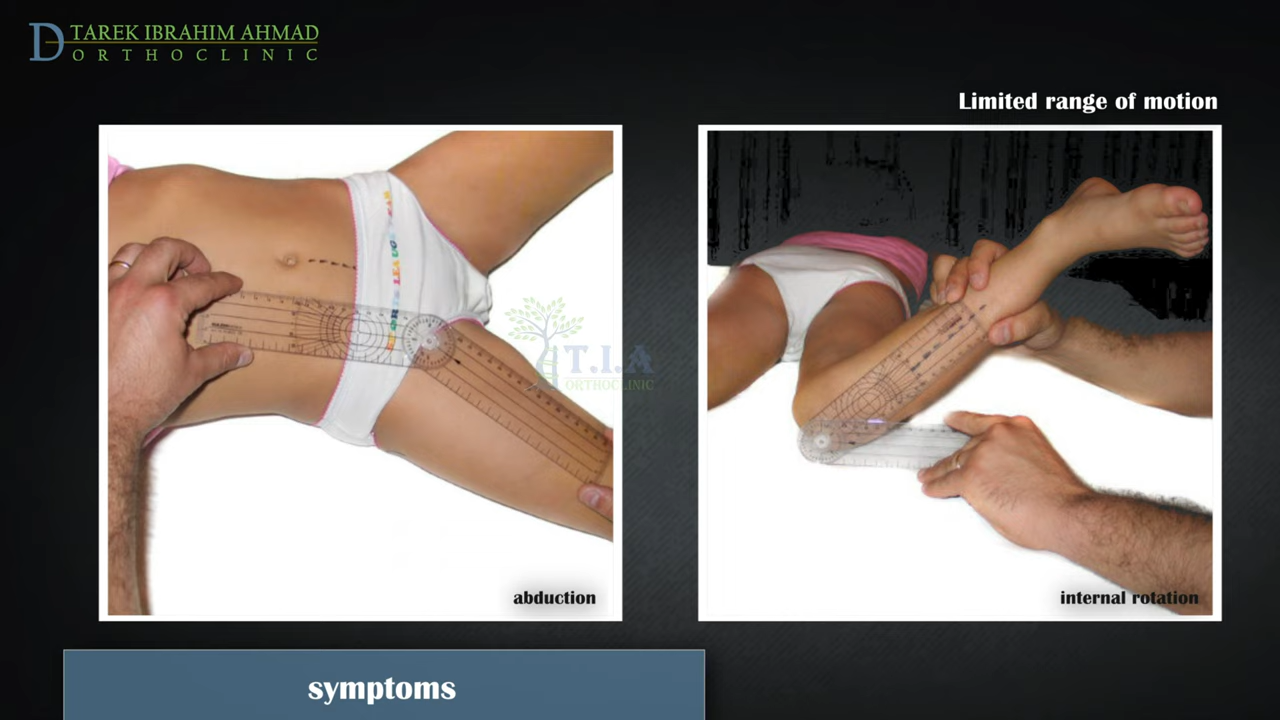 D TAREK IBRAHIM AHMAD
ORTHOCLINIC
Limited range of motion
T.I.A
ORTHOCLINIC
abduction
internal rotation
symptoms